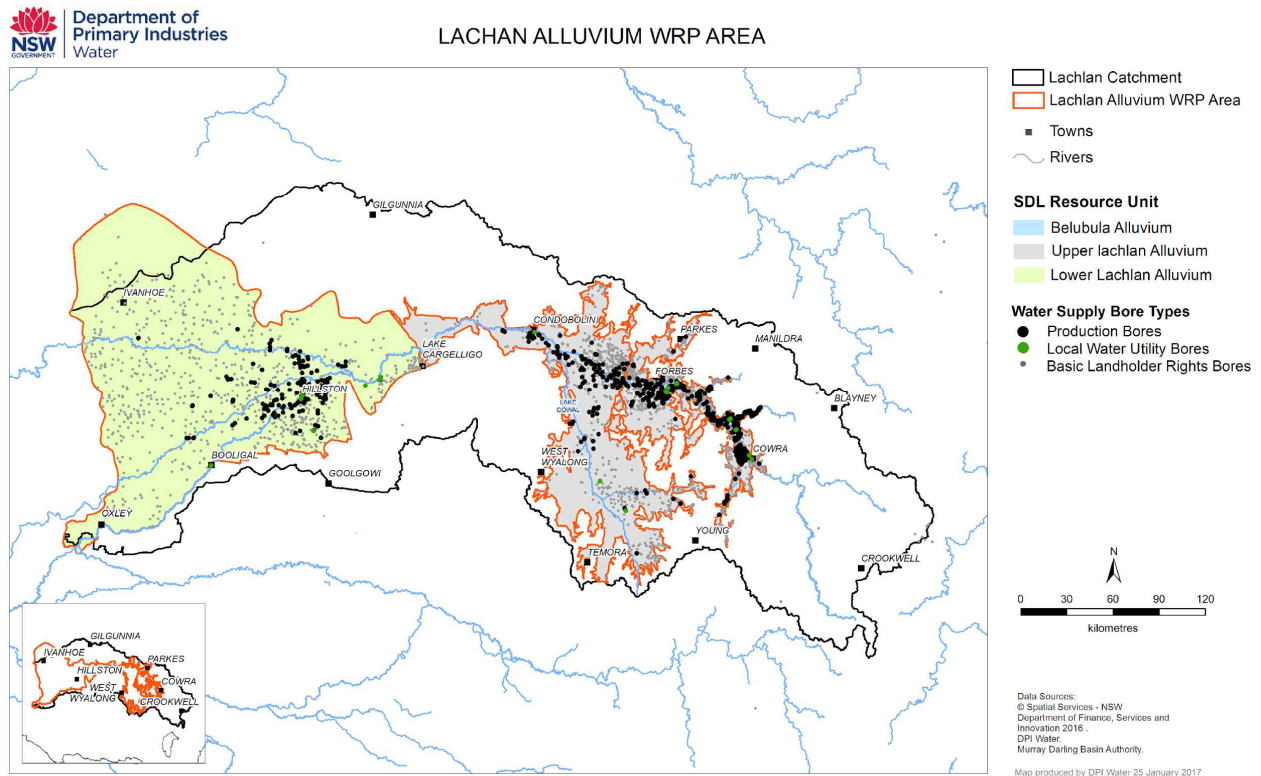 NSW
GOVERNMENT
Department of
Primary Industries
Water
LACHAN ALLUVIUM WRP AREA
Lachlan Catchment
Lachlan Alluvium WRP Area
Towns
Rivers
SDL Resource Unit
Belubula Alluvium
Upper lachlan Alluvium
Lower Lachlan Alluvium
Water Supply Bore Types
Production Bores
Local Water Utility Bores
Basic Landholder Rights Bores
GILGUNNIA
IVANHOE
CONDOBOLIN
PARKES
MANILDRA
LAKE
CARGELLIGO
FORBES
HILLSTON
BLAYNEY
LAKE
COWAL
COWRA
WEST
WYALONG
BOOLIGAL
GOOLGOWI
OXLEY
YOUNG
TEMORA
CROOKWELL
N
0 30 60 90 120
kilometres
GILGUNNIA
IVANHOE
PARKES
HILLSTON
COWRA
WEST
WYALONG
CROOKWELL
Data Sources:
© Spatial Services - NSW
Department of Finance, Services and
Innovation 2016 .
DPI Water.
Murray Darling Basin Authority.
Map produced by DPI Water 25 January 2017